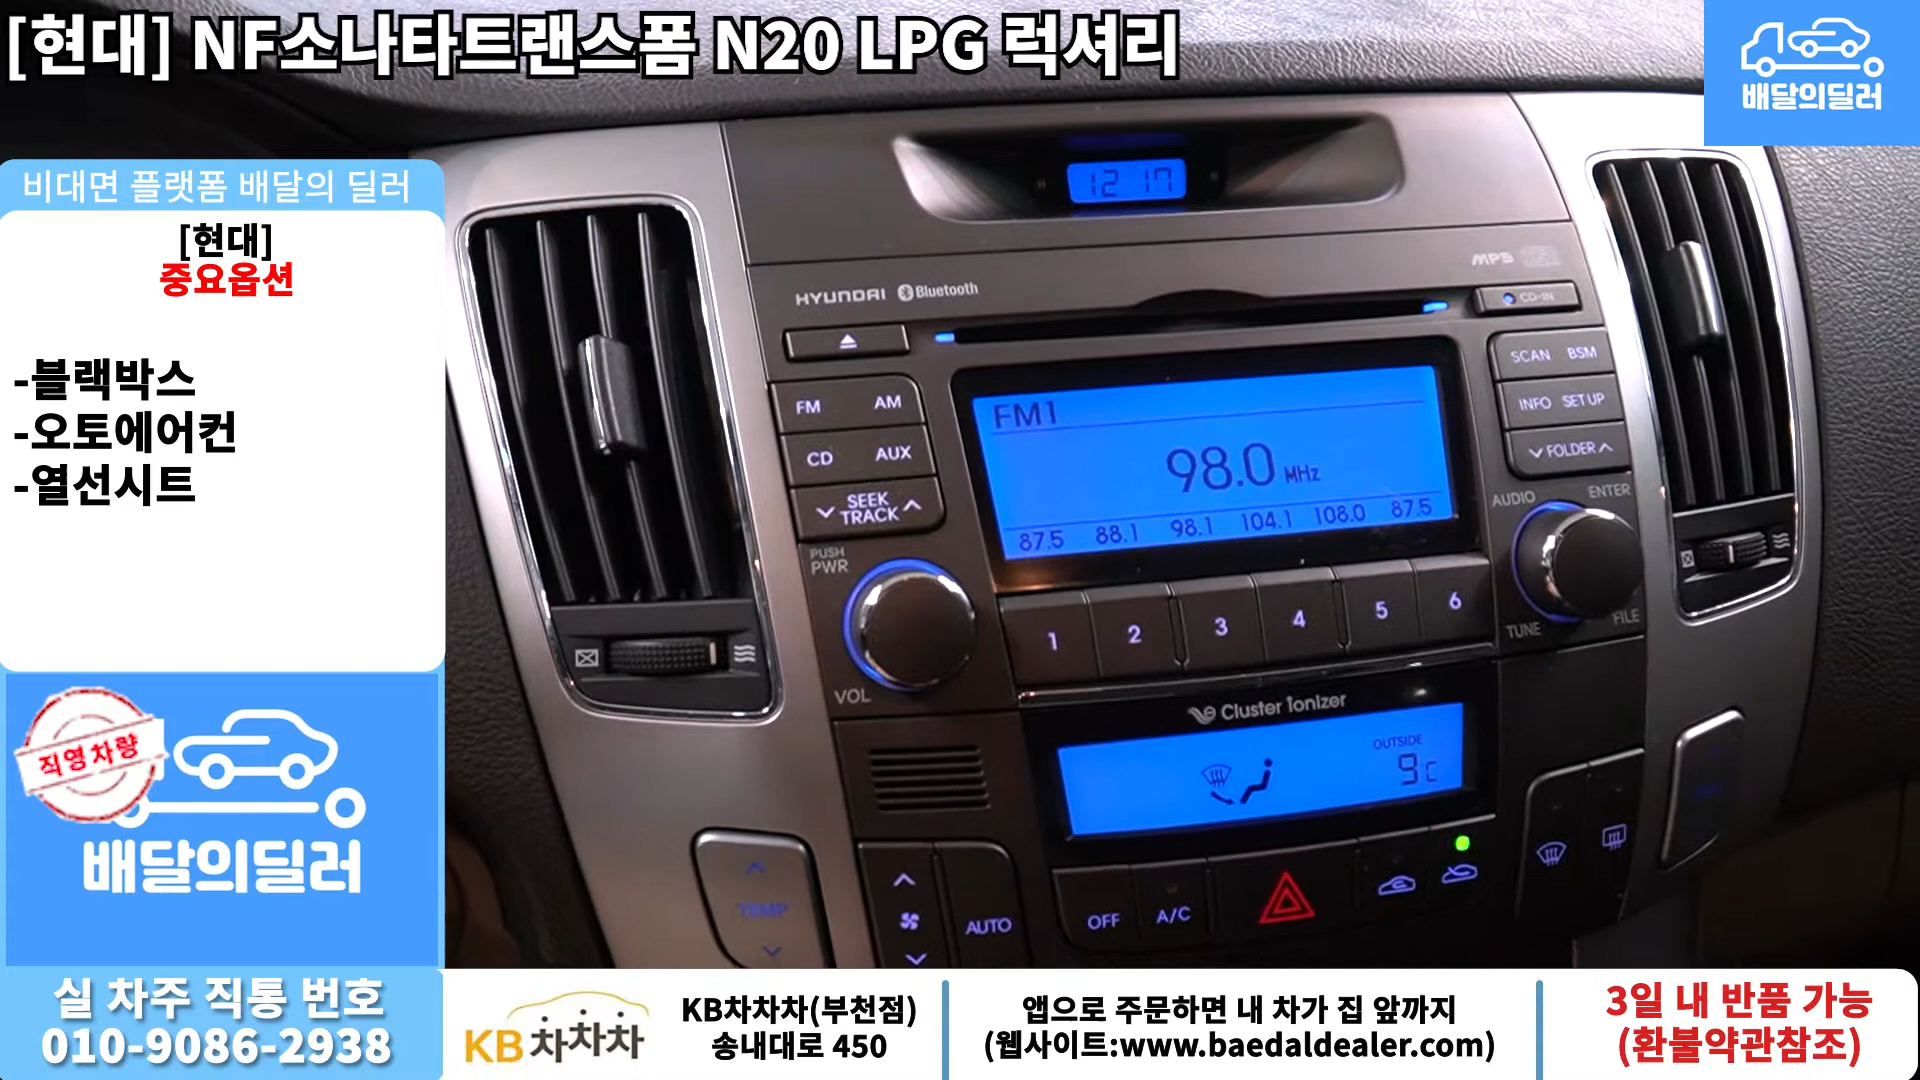 [현대] NF소나타트랜스폼 N20 LPG 럭셔리
배달의딜러
비대면 플랫폼 배달의 딜러
[현대]
중요옵션
-블랙박스
-오토에어컨
-열선시트
직영차량
배달의딜러
실 차주 직통 번호
010-9086-2938
12 17
MP3
HYUNDAI Bluetooth
CD-IN
SCAN BSM
FM AM
INFO SETUP
CD AUX
FOLDER
SEEK
TRACK
FM1
98.0 MHz
87.5 88.1 98.1 104.1 108.0 87.5
AUDIO ENTER
PUSH
PWR
1 2 3 4 5 6
TUNE FILE
VOL
Cluster ionizer
OUTSIDE
9c
TEMP
AUTO
OFF A/C
KB차차차
KB차차차(부천점)
송내대로 450
앱으로 주문하면 내 차가 집 앞까지
(웹사이트:www.baedaldealer.com)
3일 내 반품 가능
(환불약관참조)